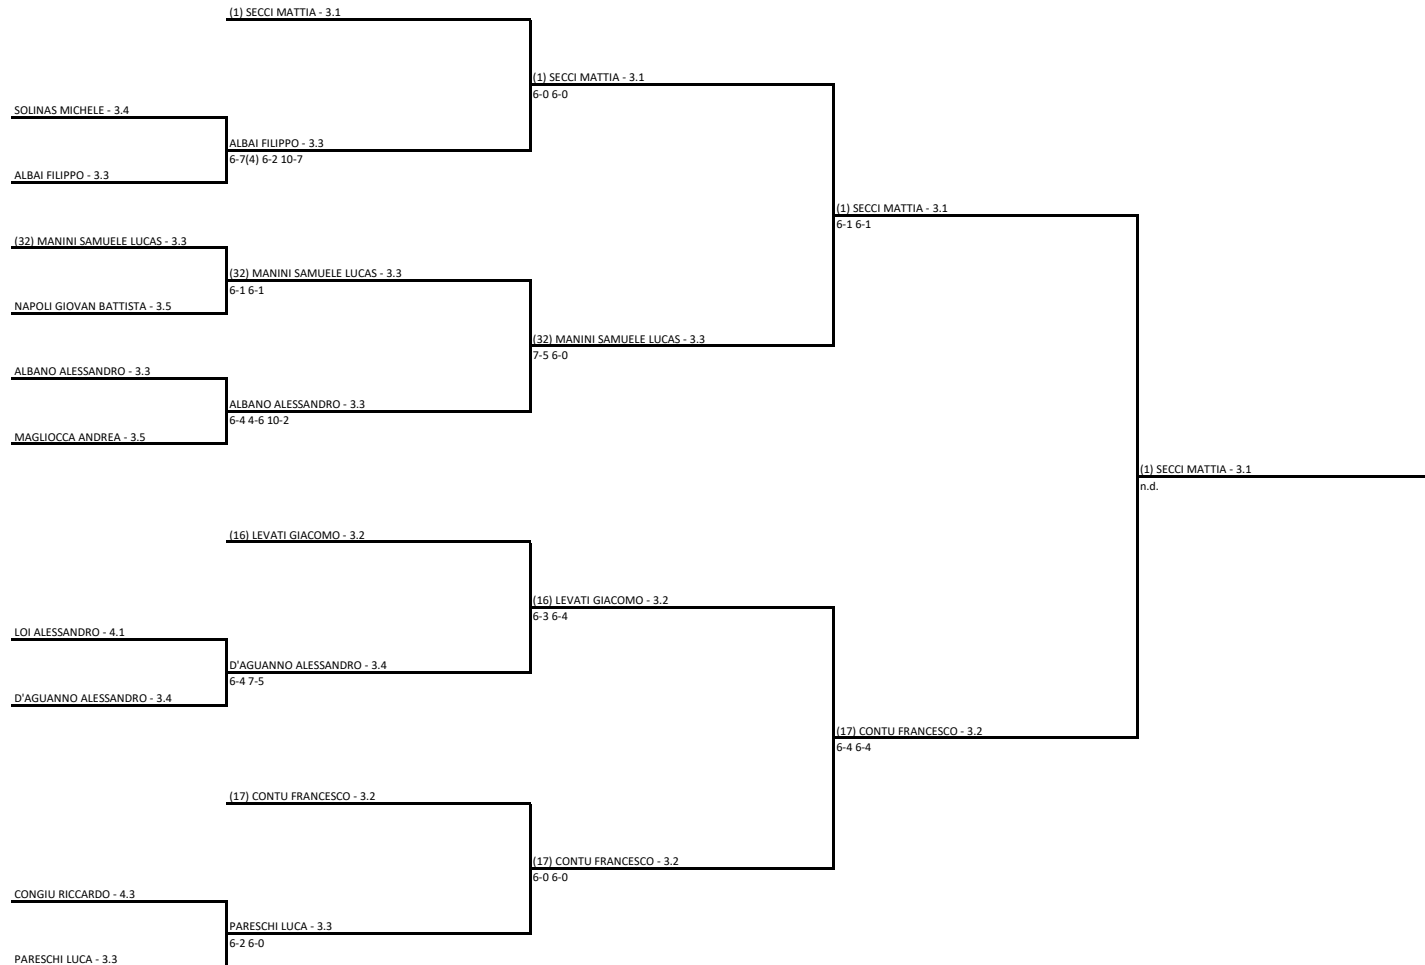 (1) SECCI MATTIA - 3.1
(1) SECCI MATTIA - 3.1
6-0 6-0
SOLINAS MICHELE - 3.4
ALBAI FILIPPO - 3.3
6-7(4) 6-2 10-7
ALBAI FILIPPO - 3.3
(1) SECCI MATTIA - 3.1
6-1 6-1
(32) MANINI SAMUELE LUCAS - 3.3
(32) MANINI SAMUELE LUCAS - 3.3
6-1 6-1
NAPOLI GIOVAN BATTISTA - 3.5
(32) MANINI SAMUELE LUCAS - 3.3
7-5 6-0
ALBANO ALESSANDRO - 3.3
ALBANO ALESSANDRO - 3.3
6-4 4-6 10-2
MAGLIOCCA ANDREA - 3.5
(1) SECCI MATTIA - 3.1
n.d.
(16) LEVATI GIACOMO - 3.2
(16) LEVATI GIACOMO - 3.2
6-3 6-4
LOI ALESSANDRO - 4.1
D'AGUANNO ALESSANDRO - 3.4
6-4 7-5
D'AGUANNO ALESSANDRO - 3.4
(17) CONTU FRANCESCO - 3.2
6-4 6-4
(17) CONTU FRANCESCO - 3.2
(17) CONTU FRANCESCO - 3.2
6-0 6-0
CONGIU RICCARDO - 4.3
PARESCHI LUCA - 3.3
6-2 6-0
PARESCHI LUCA - 3.3